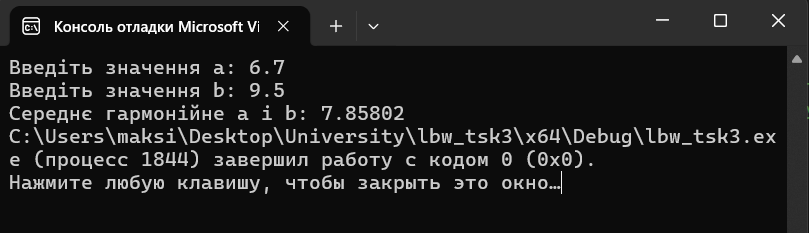 Консоль отладки Microsoft Vi
Введіть значення a: 6.7
Введіть значення b: 9.5
Середнє гармонійне a і b: 7.85802
C:\Users\maksi\Desktop\University\lbw_tsk3\x64\Debug\lbw_tsk3.ex
e (процесс 1844) завершил работу с кодом 0 (0x0).
Нажмите любую клавишу, чтобы закрыть это окно…